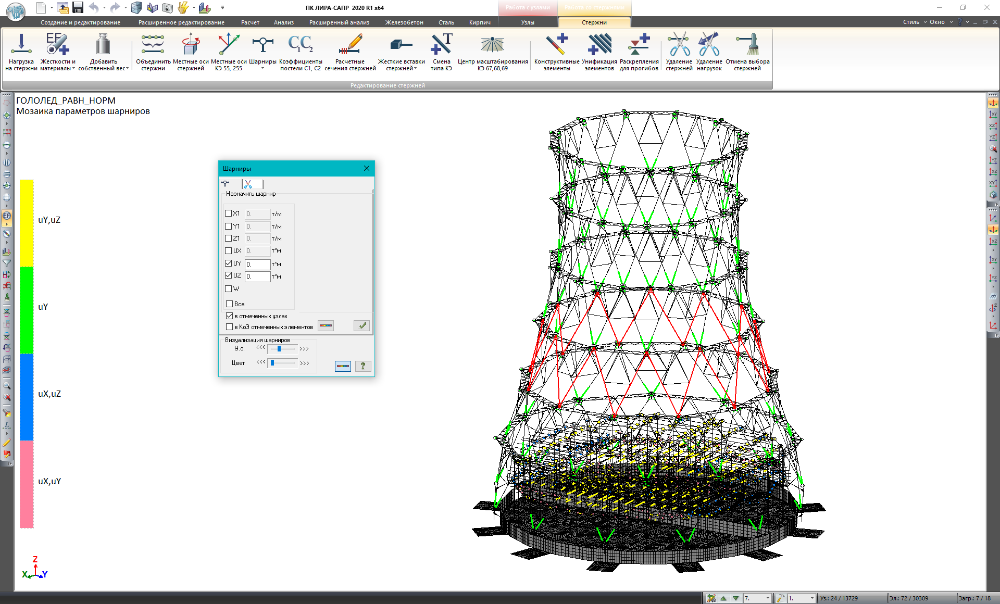 ПК ЛИРА-САПР 2020 R1 x64
Работа с узлами
Работа со стержнями
Создание и редактирование
Расширенное редактирование
Расчет
Анализ
Расширенный анализ
Железобетон
Сталь
Кирпич
Узлы
Стержни
Стиль
Окно
Нагрузка
на стержни
Жесткости и
материалы
Добавить
собственный вес
Объединить
стержни
Местные оси
стержней
Местные оси
КЭ 55, 255
Шарниры
Коэффициенты
постели C1, C2
Расчетные
сечения стержней
Жесткие вставки
стержней
Смена
типа КЭ
Центр масштабирования
КЭ 67,68,69
Конструктивные
элементы
Унификация
элементов
Раскрепления
для прогибов
Удаление
стержней
Удаление
нагрузок
Отмена выбора
стержней
Редактирование стержней
ГОЛОЛЕД_РАВН_НОРМ
Мозаика параметров шарниров
uY,uZ
uY
uX,uZ
uX,uY
Шарниры
Назначить шарнир
X1 0. т/м
Y1 0. т/м
Z1 0. т/м
UX 0. т*м
UY 0. т*м
UZ 0. т*м
W
Все
в отмеченных узлах
в КоЭ отмеченных элементов
Визуализация шарниров
У.о. <<< >>>
Цвет <<< >>>
?
Z
X Y
7.
1.
Уз.: 24 / 13729
Эл.: 72 / 30309
Загр.: 7 / 18